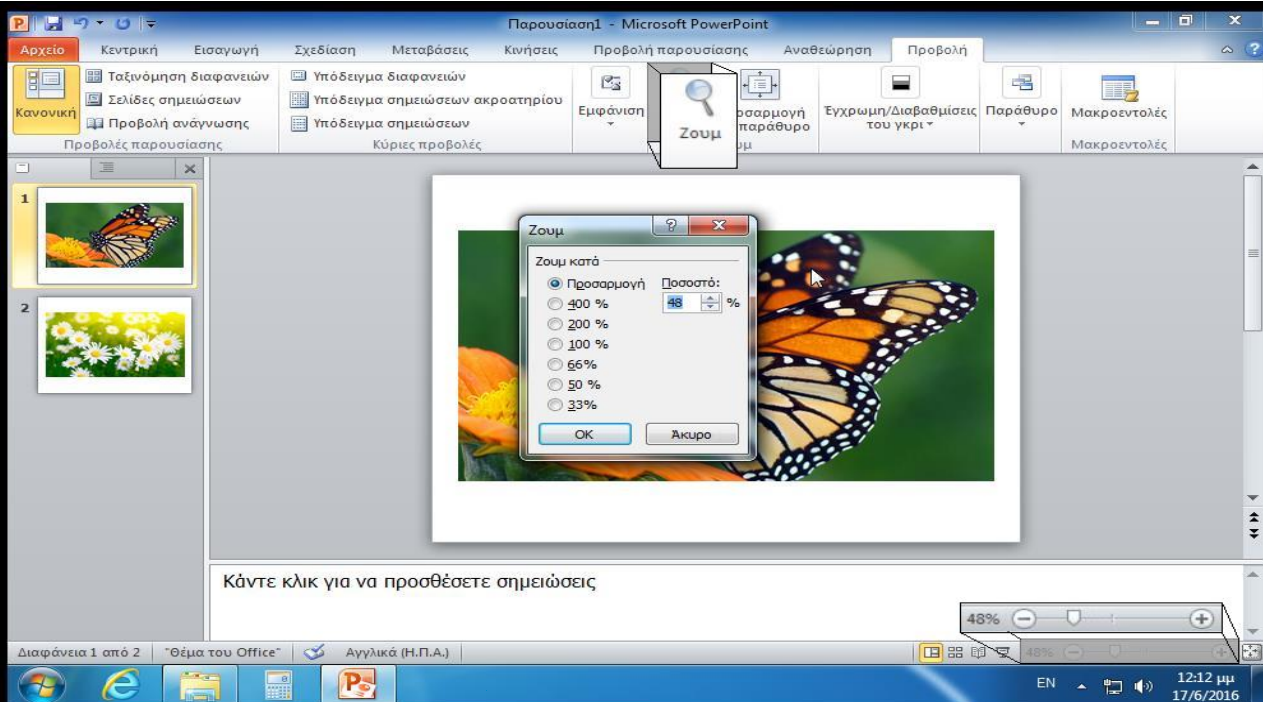 Παρουσίαση1 - Microsoft PowerPoint
Αρχείο Κεντρική Εισαγωγή Σχεδίαση Μεταβάσεις Κινήσεις Προβολή παρουσίασης Αναθεώρηση Προβολή
Κανονική
Ταξινόμηση διαφανειών
Σελίδες σημειώσεων
Προβολή ανάγνωσης
Προβολές παρουσίασης
Υπόδειγμα διαφανειών
Υπόδειγμα σημειώσεων ακροατηρίου
Υπόδειγμα σημειώσεων
Κύριες προβολές
Εμφάνιση
Ζουμ
παράθυρο
Έγχρωμη/Διαβαθμίσεις
του γκρι
Παράθυρο
Μακροεντολές
Μακροεντολές
1
2
Ζουμ
Ζουμ κατά
Προσαρμογή
400 %
200 %
100 %
66%
50 %
33%
Ποσοστό:
48 %
OK Άκυρο
Κάντε κλικ για να προσθέσετε σημειώσεις
48%
Διαφάνεια 1 από 2 "Θέμα του Office" Αγγλικά (Η.Π.Α.) 48%
EN 12:12 μμ
17/6/2016